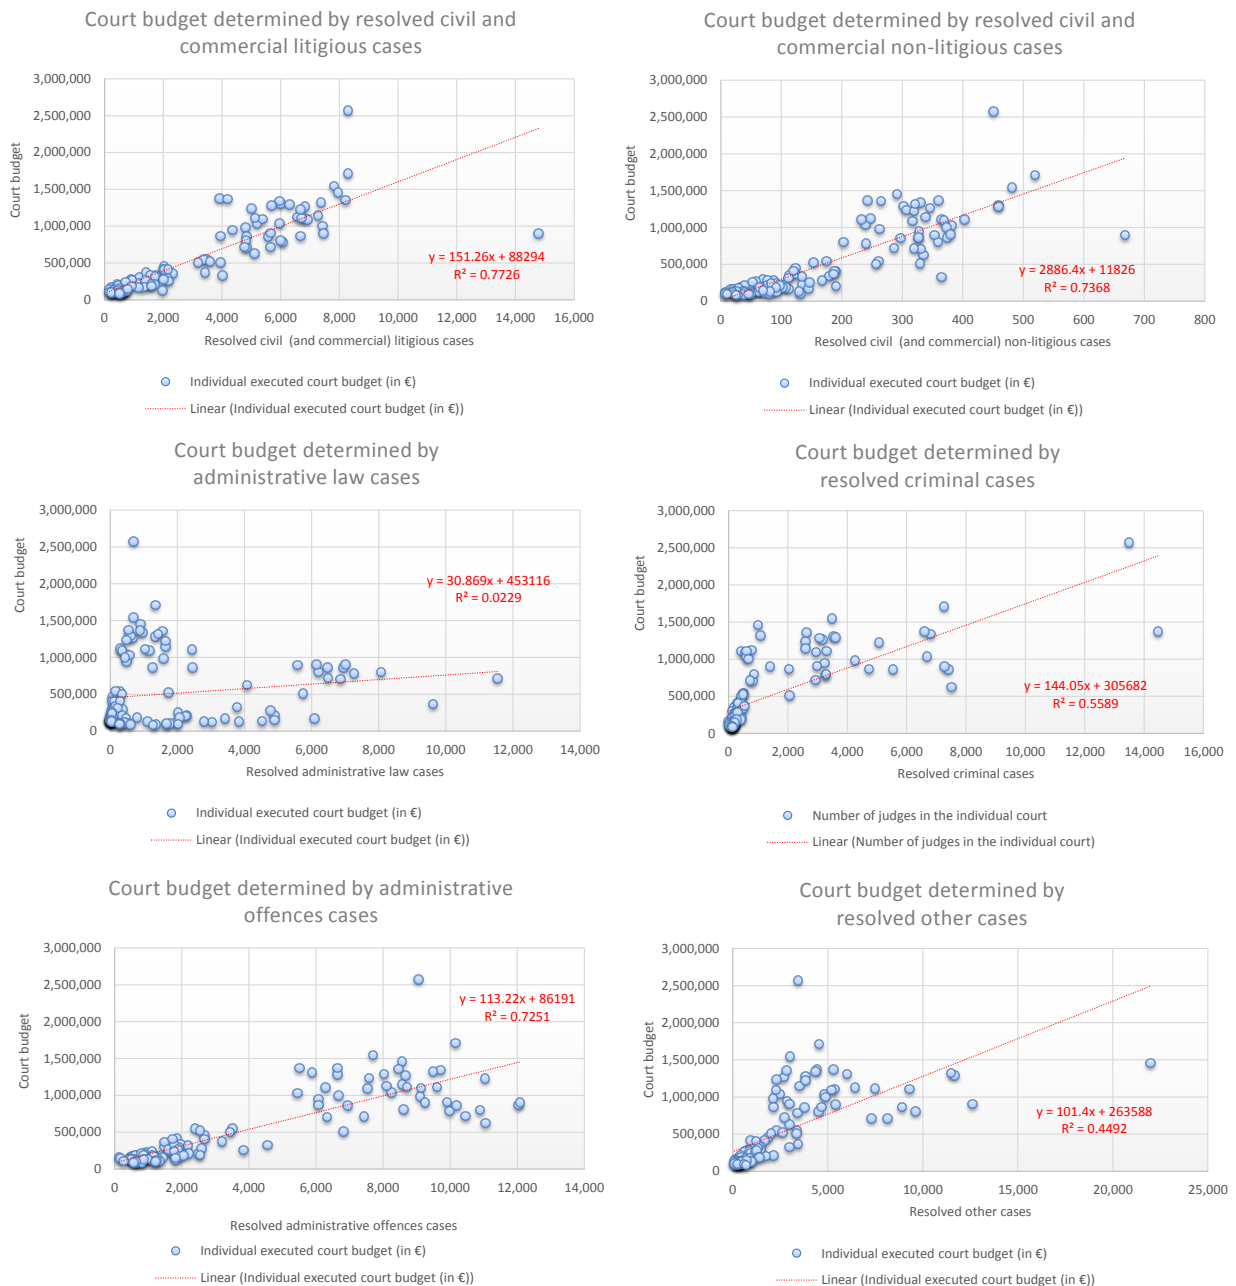 Court budget determined by resolved civil and
commercial litigious cases
3,000,000
2,500,000
2,000,000
1,500,000
1,000,000
500,000
0
Court budget
y = 151.26x + 88294
R² = 0.7726
0 2,000 4,000 6,000 8,000 10,000 12,000 14,000 16,000
Resolved civil (and commercial) litigious cases
Individual executed court budget (in €)
Linear (Individual executed court budget (in €))
Court budget determined by resolved civil and
commercial non-litigious cases
3,000,000
2,500,000
2,000,000
1,500,000
1,000,000
500,000
0
Court budget
y = 2886.4x + 11826
R² = 0.7368
0 100 200 300 400 500 600 700 800
Resolved civil (and commercial) non-litigious cases
Individual executed court budget (in €)
Linear (Individual executed court budget (in €))
Court budget determined by
administrative law cases
3,000,000
2,500,000
2,000,000
1,500,000
1,000,000
500,000
0
Court budget
y = 30.869x + 453116
R² = 0.0229
0 2,000 4,000 6,000 8,000 10,000 12,000 14,000
Resolved administrative law cases
Individual executed court budget (in €)
Linear (Individual executed court budget (in €))
Court budget determined by
resolved criminal cases
3,000,000
2,500,000
2,000,000
1,500,000
1,000,000
500,000
0
Court budget
y = 144.05x + 305682
R² = 0.5589
0 2,000 4,000 6,000 8,000 10,000 12,000 14,000 16,000
Resolved criminal cases
Number of judges in the individual court
Linear (Number of judges in the individual court)
Court budget determined by administrative
offences cases
3,000,000
2,500,000
2,000,000
1,500,000
1,000,000
500,000
0
Court budget
y = 113.22x + 86191
R² = 0.7251
0 2,000 4,000 6,000 8,000 10,000 12,000 14,000
Resolved administrative offences cases
Individual executed court budget (in €)
Linear (Individual executed court budget (in €))
Court budget determined by
resolved other cases
3,000,000
2,500,000
2,000,000
1,500,000
1,000,000
500,000
0
Court budget
y = 101.4x + 263588
R² = 0.4492
0 5,000 10,000 15,000 20,000 25,000
Resolved other cases
Individual executed court budget (in €)
Linear (Individual executed court budget (in €))